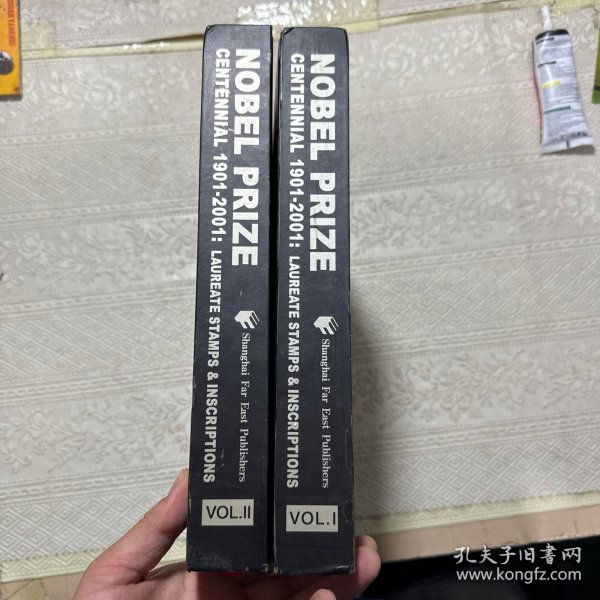 NOBEL PRIZE
CENTENNIAL 1901-2001: LAUREATE STAMPS & INSCRIPTIONS
Shanghai Far East Publishers
VOL.II
NOBEL PRIZE
CENTENNIAL 1901-2001: LAUREATE STAMPS & INSCRIPTIONS
Shanghai Far East Publishers
VOL.I
孔夫子旧書网
www.kongfz.com